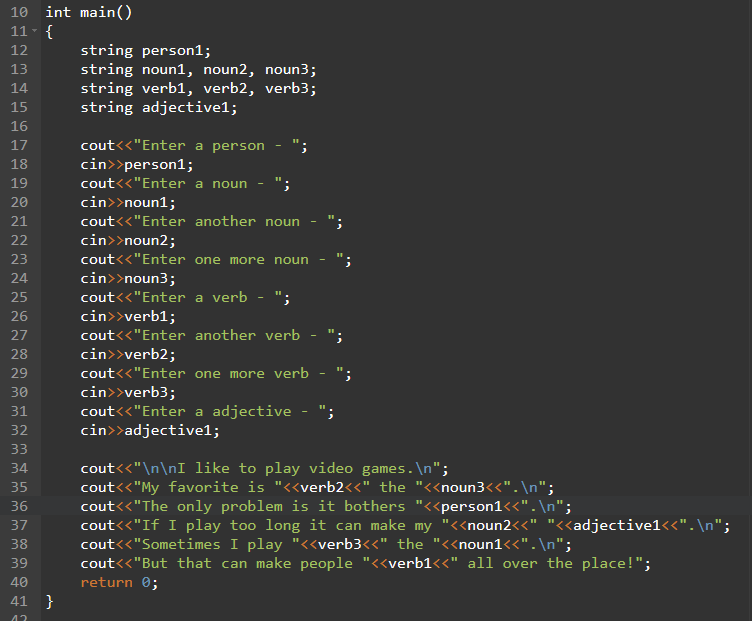 10 int main()
11 {
12     string person1;
13     string noun1, noun2, noun3;
14     string verb1, verb2, verb3;
15     string adjective1;
16
17     cout<<"Enter a person - ";
18     cin>>person1;
19     cout<<"Enter a noun - ";
20     cin>>noun1;
21     cout<<"Enter another noun - ";
22     cin>>noun2;
23     cout<<"Enter one more noun - ";
24     cin>>noun3;
25     cout<<"Enter a verb - ";
26     cin>>verb1;
27     cout<<"Enter another verb - ";
28     cin>>verb2;
29     cout<<"Enter one more verb - ";
30     cin>>verb3;
31     cout<<"Enter a adjective - ";
32     cin>>adjective1;
33
34     cout<<"\n\nI like to play video games.\n";
35     cout<<"My favorite is "<<verb2<<" the "<<noun3<<".\n";
36     cout<<"The only problem is it bothers "<<person1<<".\n";
37     cout<<"If I play too long it can make my "<<noun2<<" "<<adjective1<<".\n";
38     cout<<"Sometimes I play "<<verb3<<" the "<<noun1<<".\n";
39     cout<<"But that can make people "<<verb1<<" all over the place!";
40     return 0;
41 }
42